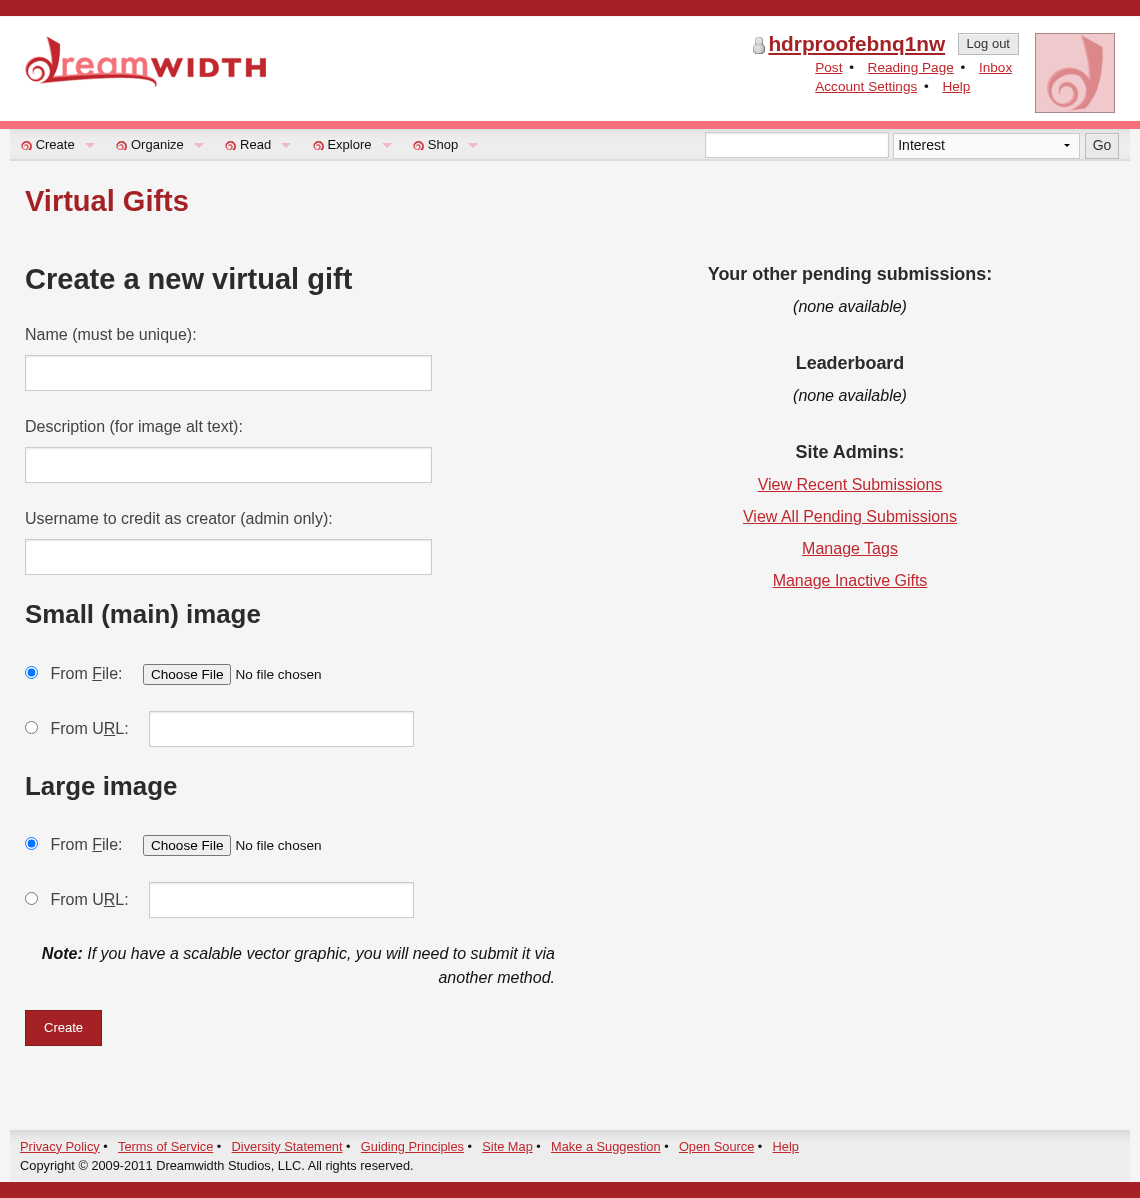 dreamwidth
hdrproofebnq1nw Log out
Post • Reading Page • Inbox
Account Settings • Help
Create Organize Read Explore Shop Interest Go
Virtual Gifts
Create a new virtual gift
Name (must be unique):
Description (for image alt text):
Username to credit as creator (admin only):
Small (main) image
From File: Choose File No file chosen
From URL:
Large image
From File: Choose File No file chosen
From URL:
Note: If you have a scalable vector graphic, you will need to submit it via
another method.
Create
Your other pending submissions:
(none available)
Leaderboard
(none available)
Site Admins:
View Recent Submissions
View All Pending Submissions
Manage Tags
Manage Inactive Gifts
Privacy Policy • Terms of Service • Diversity Statement • Guiding Principles • Site Map • Make a Suggestion • Open Source • Help
Copyright © 2009-2011 Dreamwidth Studios, LLC. All rights reserved.